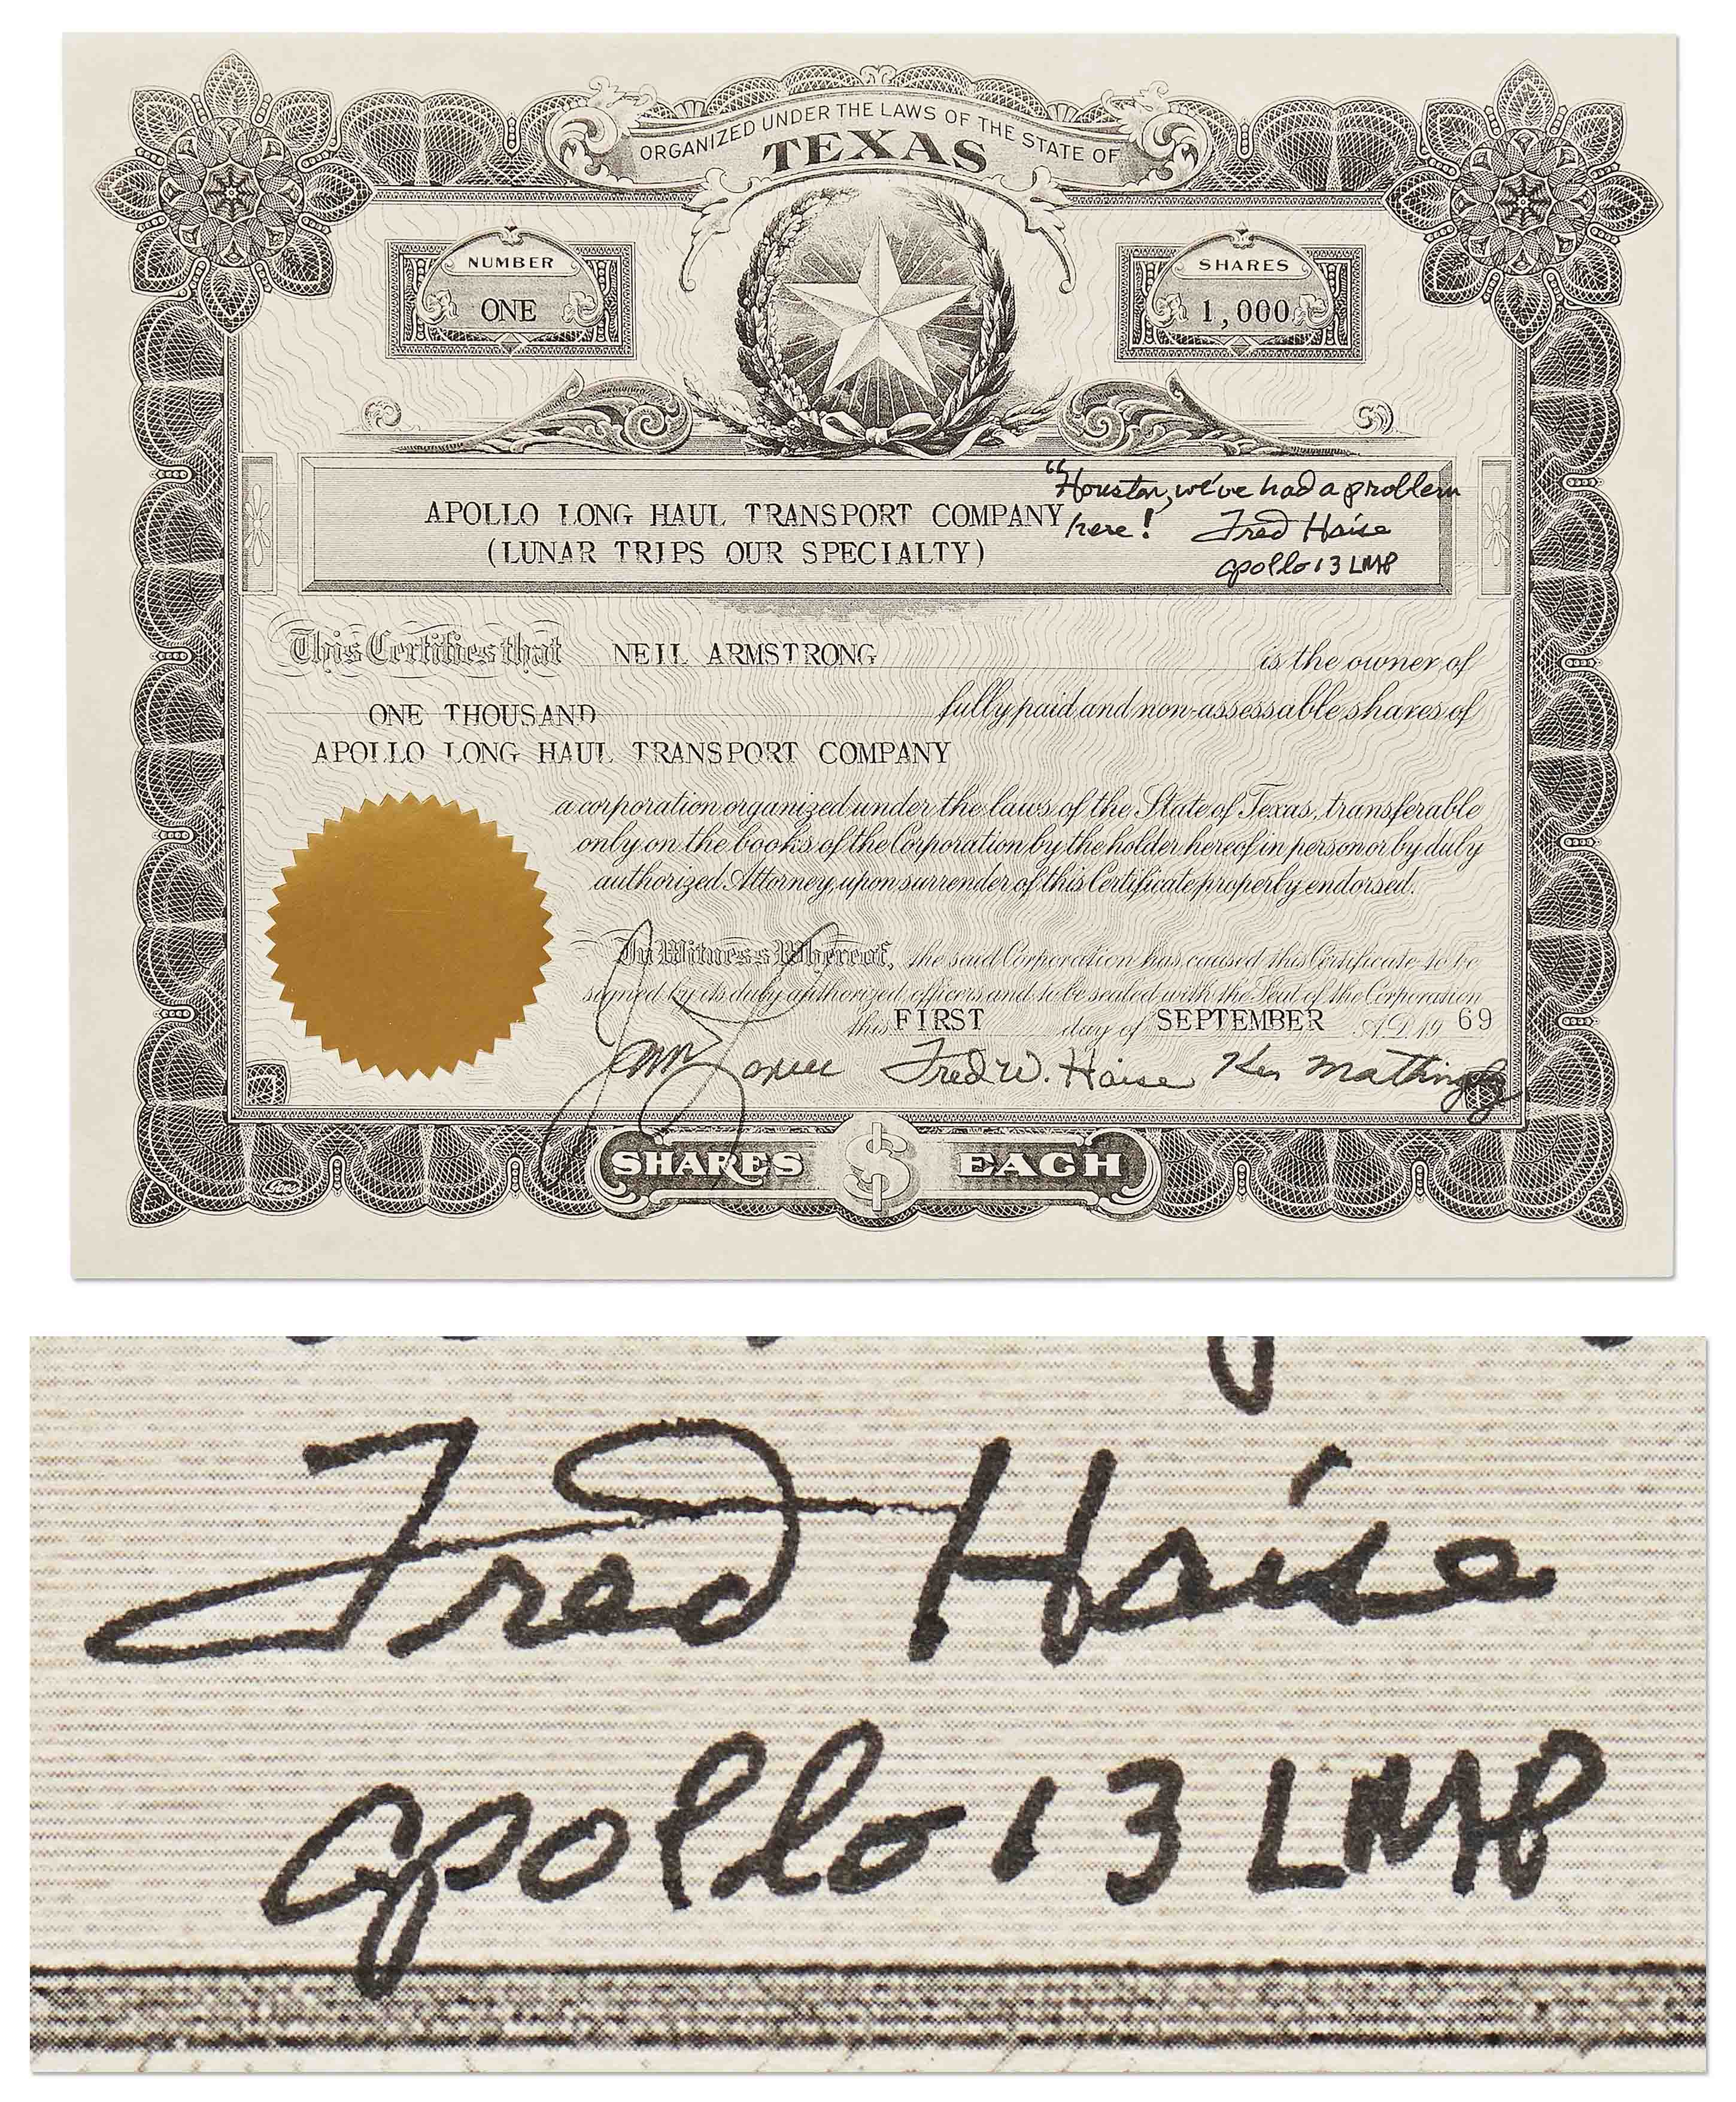 ORGANIZED UNDER THE LAWS OF THE STATE OF
TEXAS
NUMBER
ONE
SHARES
1,000
"Houston, we've had a problem
here!
Fred Haise
Apollo 13 LMP
APOLLO LONG HAUL TRANSPORT COMPANY
(LUNAR TRIPS OUR SPECIALTY)
This Certifies that NEIL ARMSTRONG is the owner of
ONE THOUSAND fully paid and non-assessable shares of
APOLLO LONG HAUL TRANSPORT COMPANY
a corporation organized under the laws of the State of Texas, transferable
only on the books of the Corporation by the holder hereof in person or by duly
authorized Attorney, upon surrender of this Certificate properly endorsed.
In Witness Whereof, the said Corporation has caused this Certificate to be
signed by its duly authorized officers and to be sealed with the Seal of the Corporation
this FIRST day of SEPTEMBER A.D. 19 69
Jim Lovell Fred W. Haise Ken Mattingly
SHARES $ EACH
Fred Haise
Apollo 13 LMP